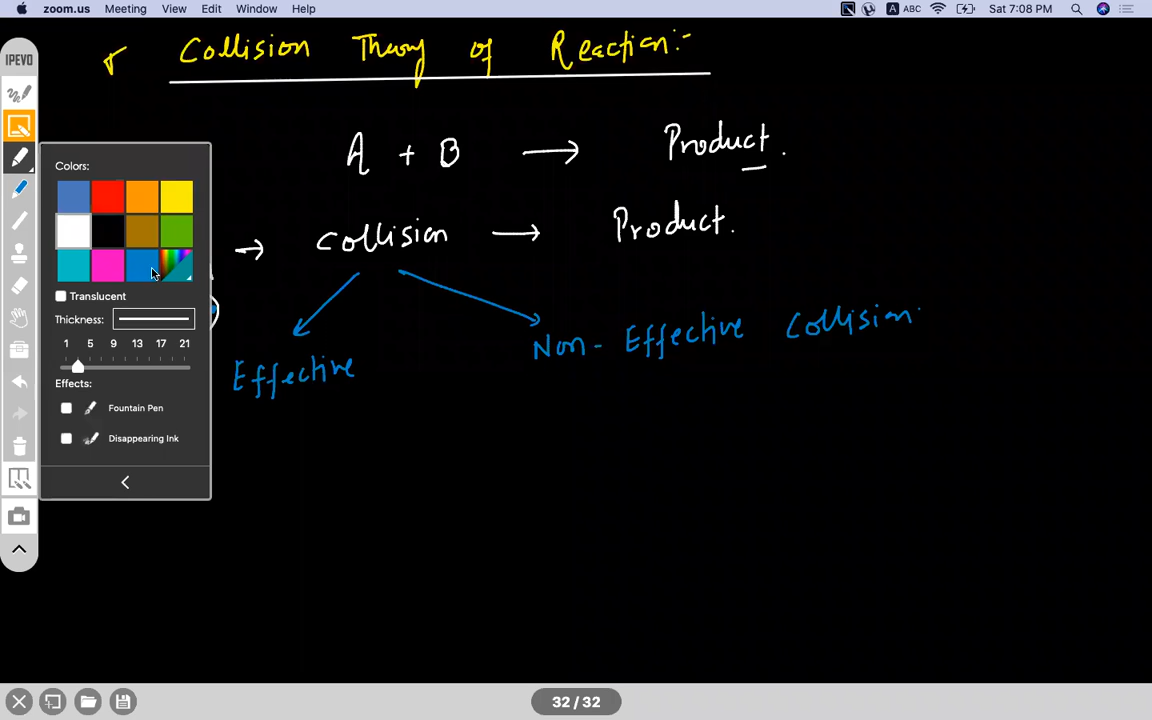 zoom.us Meeting View Edit Window Help ABC Sat 7:08 PM
IPEVO
Collision Theory of Reaction:-
A + B → Product.
→ Collision → Product.
Effective
Non-Effective Collision.
Colors:
Translucent
Thickness:
1 5 9 13 17 21
Effects:
Fountain Pen
Disappearing Ink
32 / 32